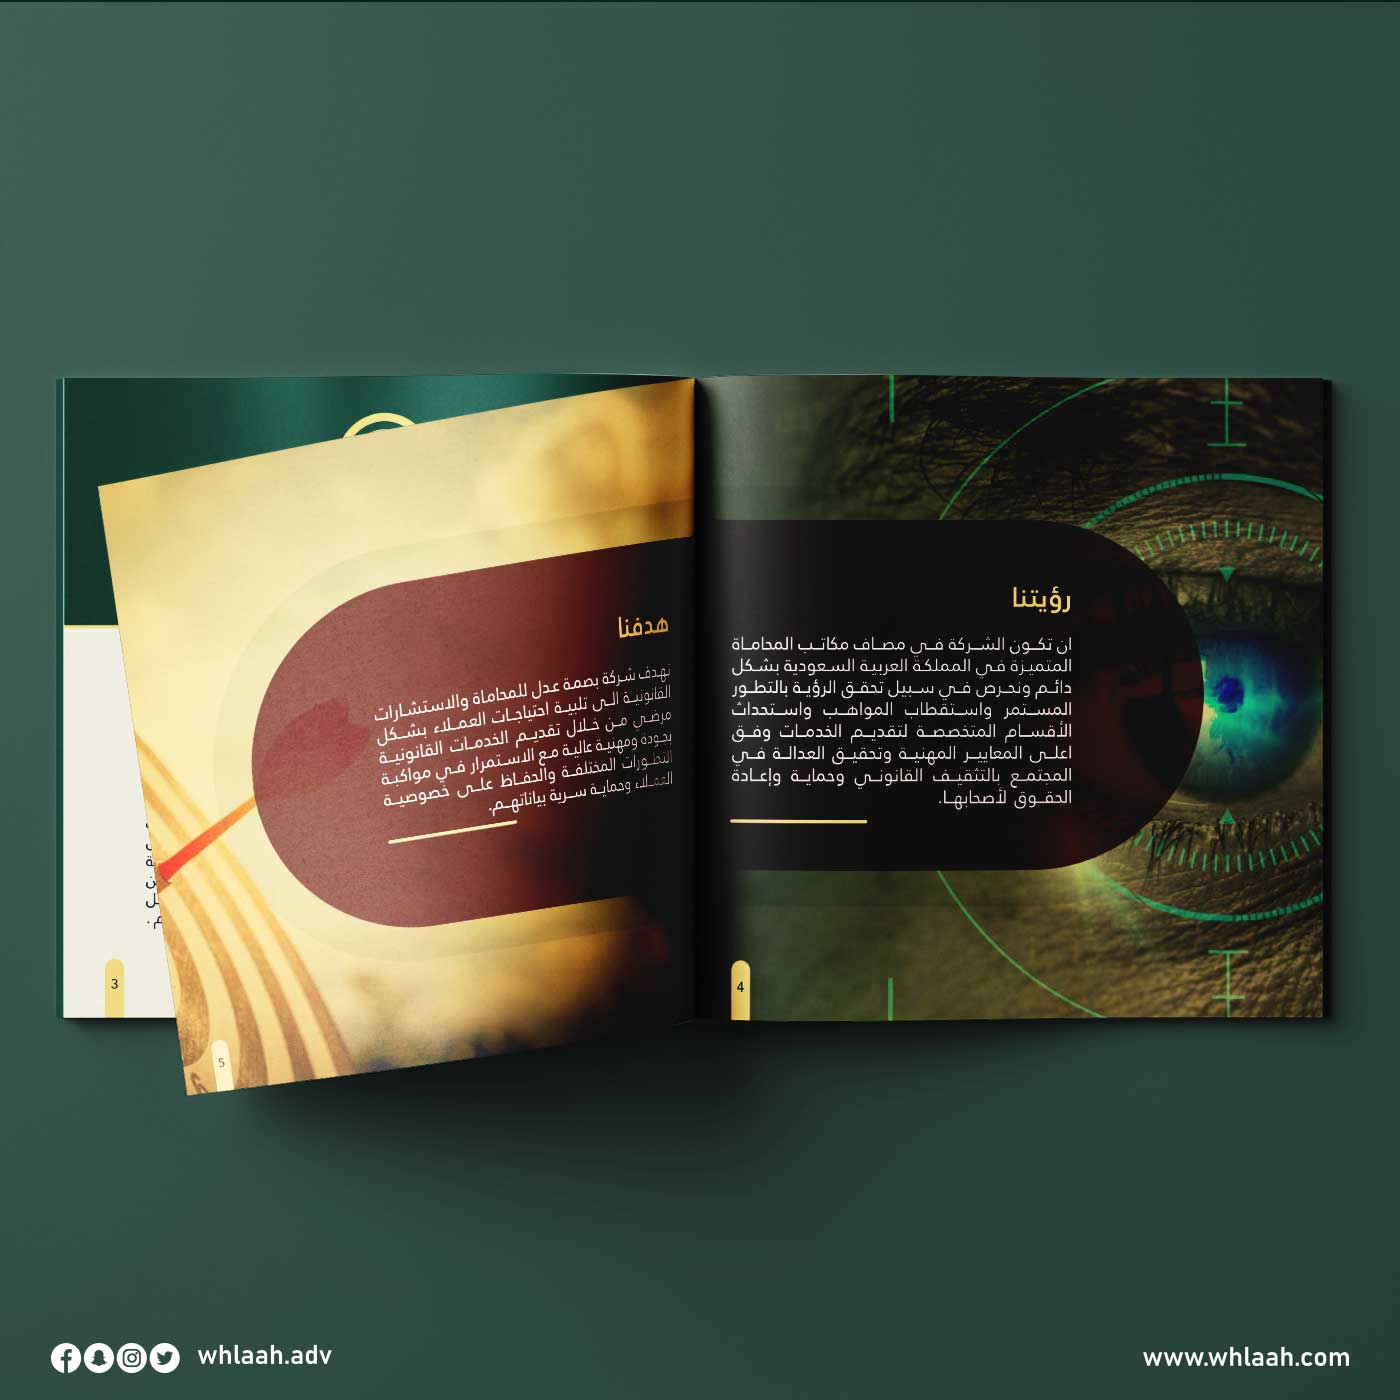 رؤيتنا
ان تكون الشركة في مصاف مكاتب المحاماة
المتميزة في المملكة العربية السعودية بشكل
دائم ونحرص في سبيل تحقق الرؤية بالتطور
المستمر واستقطاب المواهب واستحداث
الأقسام المتخصصة لتقديم الخدمات وفق
اعلى المعايير المهنية وتحقيق العدالة في
المجتمع بالتثقيف القانوني وحماية وإعادة
الحقوق لأصحابها.
4
هدفنا
تهدف شركة بصمة عدل للمحاماة والاستشارات
القانونية الى تلبية احتياجات العملاء بشكل
مرضي من خلال تقديم الخدمات القانونية
بجودة ومهنية عالية مع الاستمرار في مواكبة
التطورات المختلفة والحفاظ على خصوصية
العملاء وحماية سرية بياناتهم.
5
3
whlaah.adv
www.whlaah.com